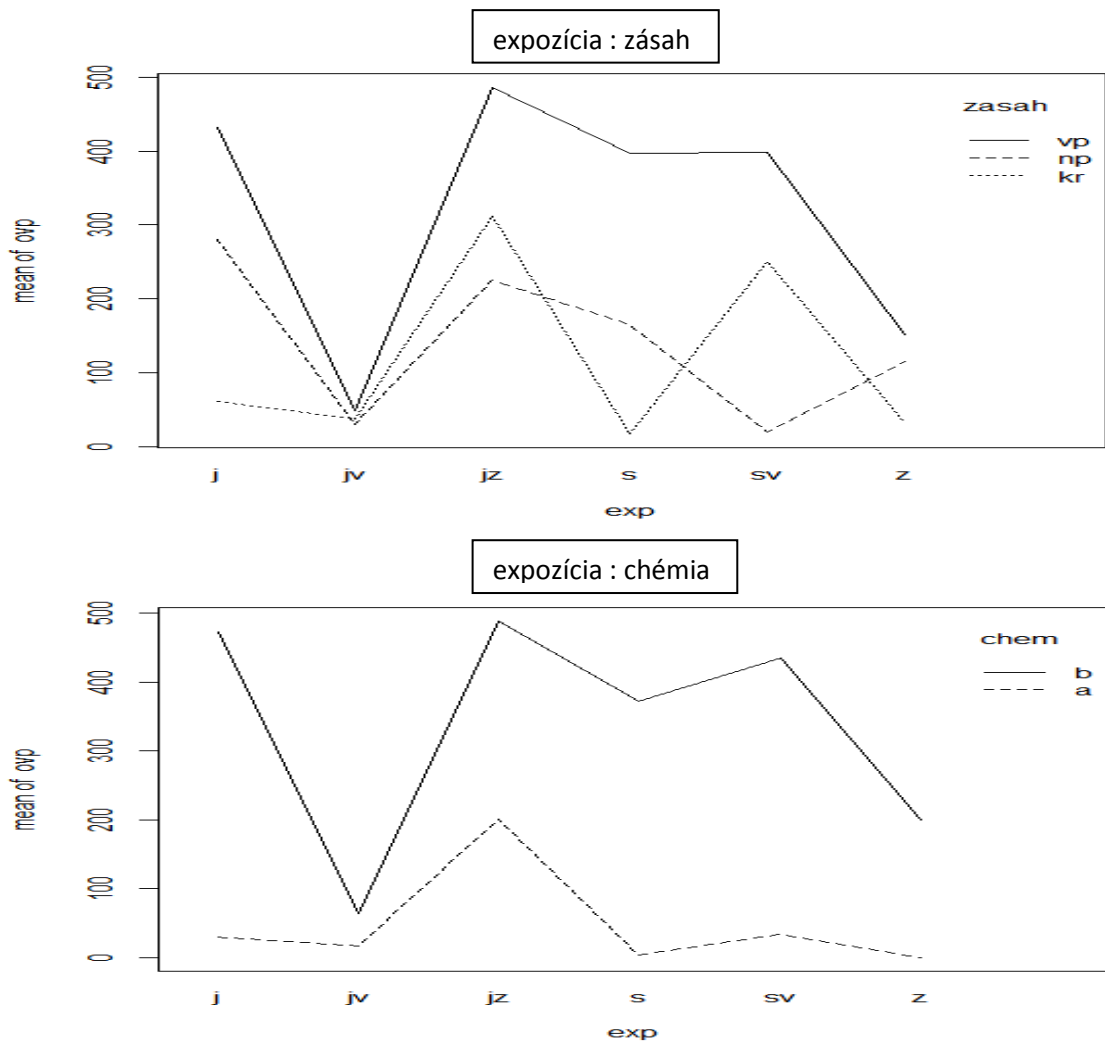 expozícia : zásah
500
400
300
200
100
0
mean of ovp
zasah
vp
np
kr
j jv jz s sv z
exp
expozícia : chémia
500
400
300
200
100
0
mean of ovp
chem
b
a
j jv jz s sv z
exp